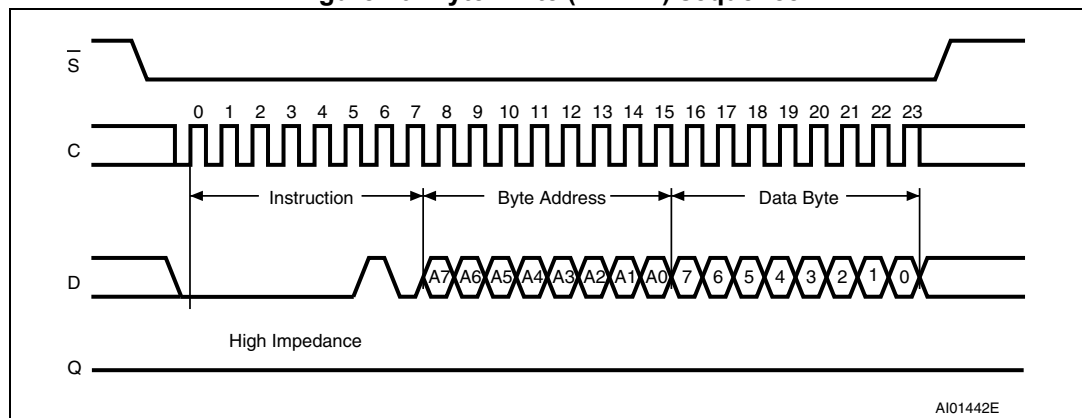 S
0 1 2 3 4 5 6 7 8 9 10 11 12 13 14 15 16 17 18 19 20 21 22 23
C
Instruction Byte Address Data Byte
D A7 A6 A5 A4 A3 A2 A1 A0 7 6 5 4 3 2 1 0
High Impedance
Q
AI01442E